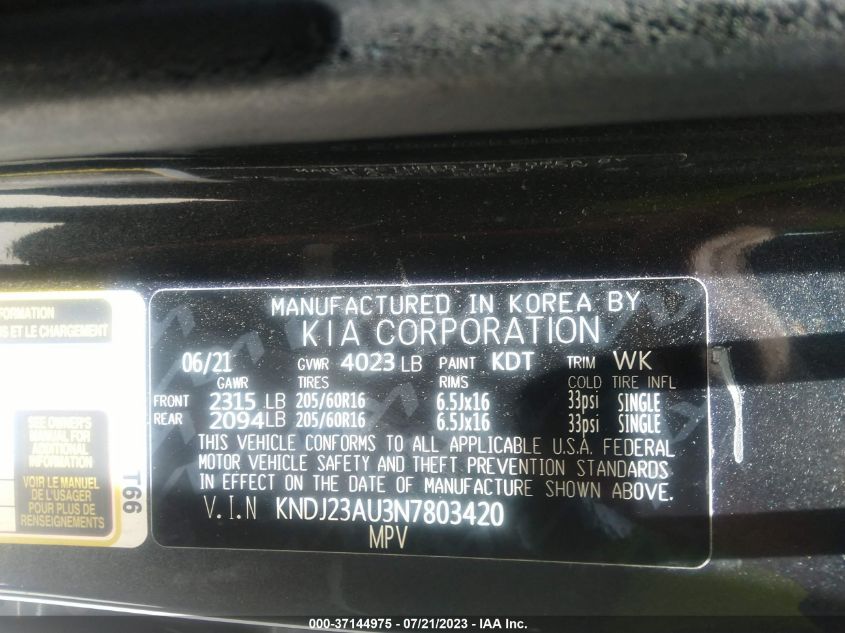 MANUFACTURED IN KOREA BY
KIA CORPORATION
06/21 GVWR 4023 LB PAINT KDT TRIM WK
GAWR TIRES RIMS COLD TIRE INFL
FRONT 2315 LB 205/60R16 6.5Jx16 33psi SINGLE
REAR 2094LB 205/60R16 6.5Jx16 33psi SINGLE
THIS VEHICLE CONFORMS TO ALL APPLICABLE U.S.A. FEDERAL
MOTOR VEHICLE SAFETY AND THEFT PREVENTION STANDARDS
IN EFFECT ON THE DATE OF MANUFACTURE SHOWN ABOVE.
V.I.N KNDJ23AU3N7803420
MPV
ET LE CHARGEMENT
SEE OWNER'S
MANUAL FOR
ADDITIONAL
INFORMATION
VOIR LE MANUEL
DE L'USAGER
POUR PLUS DE
RENSEIGNEMENTS
T66
000-37144975 - 07/21/2023 - IAA Inc.